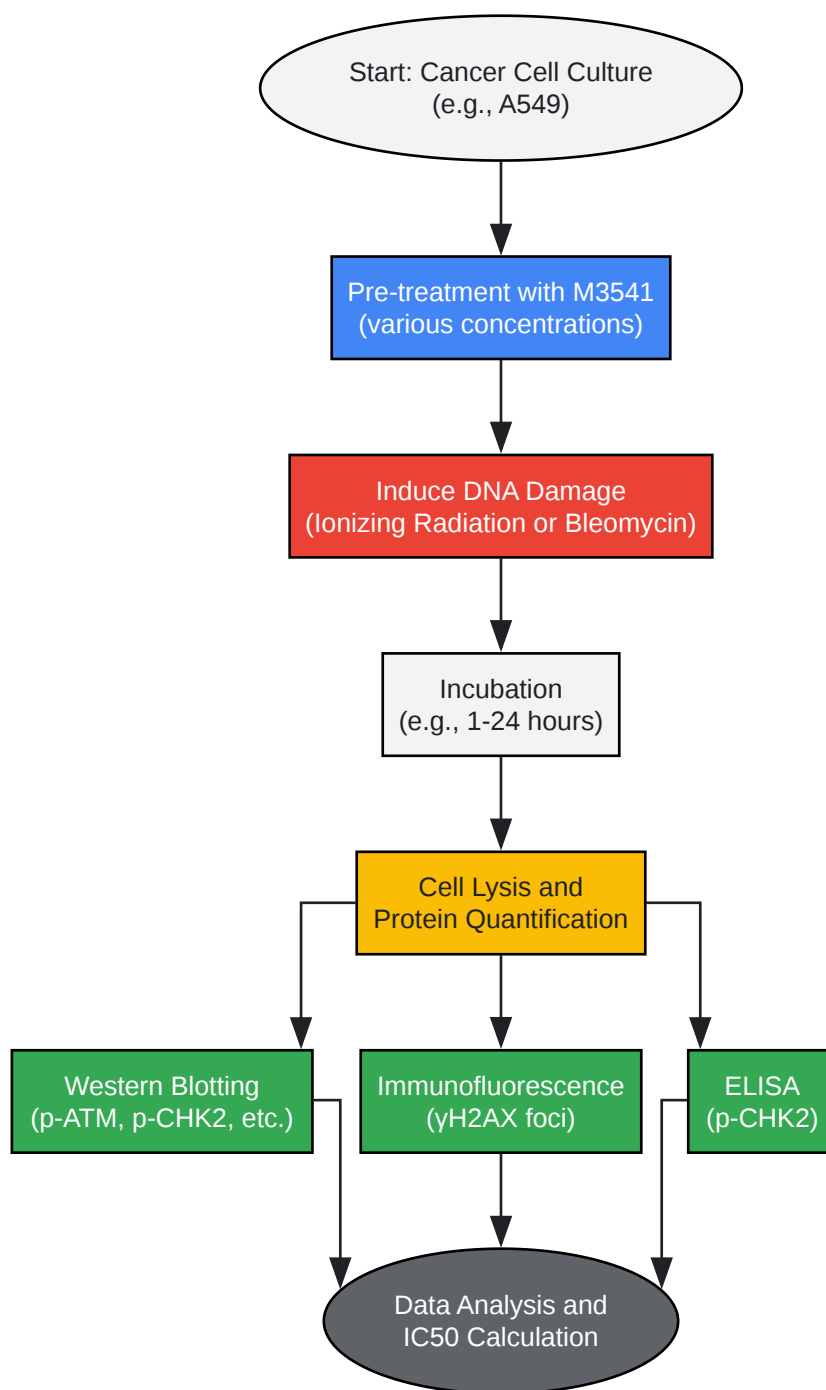 Start: Cancer Cell Culture
(e.g., A549)
Pre-treatment with M3541
(various concentrations)
Induce DNA Damage
(Ionizing Radiation or Bleomycin)
Incubation
(e.g., 1-24 hours)
Cell Lysis and
Protein Quantification
Western Blotting
(p-ATM, p-CHK2, etc.)
Immunofluorescence
(γH2AX foci)
ELISA
(p-CHK2)
Data Analysis and
IC50 Calculation